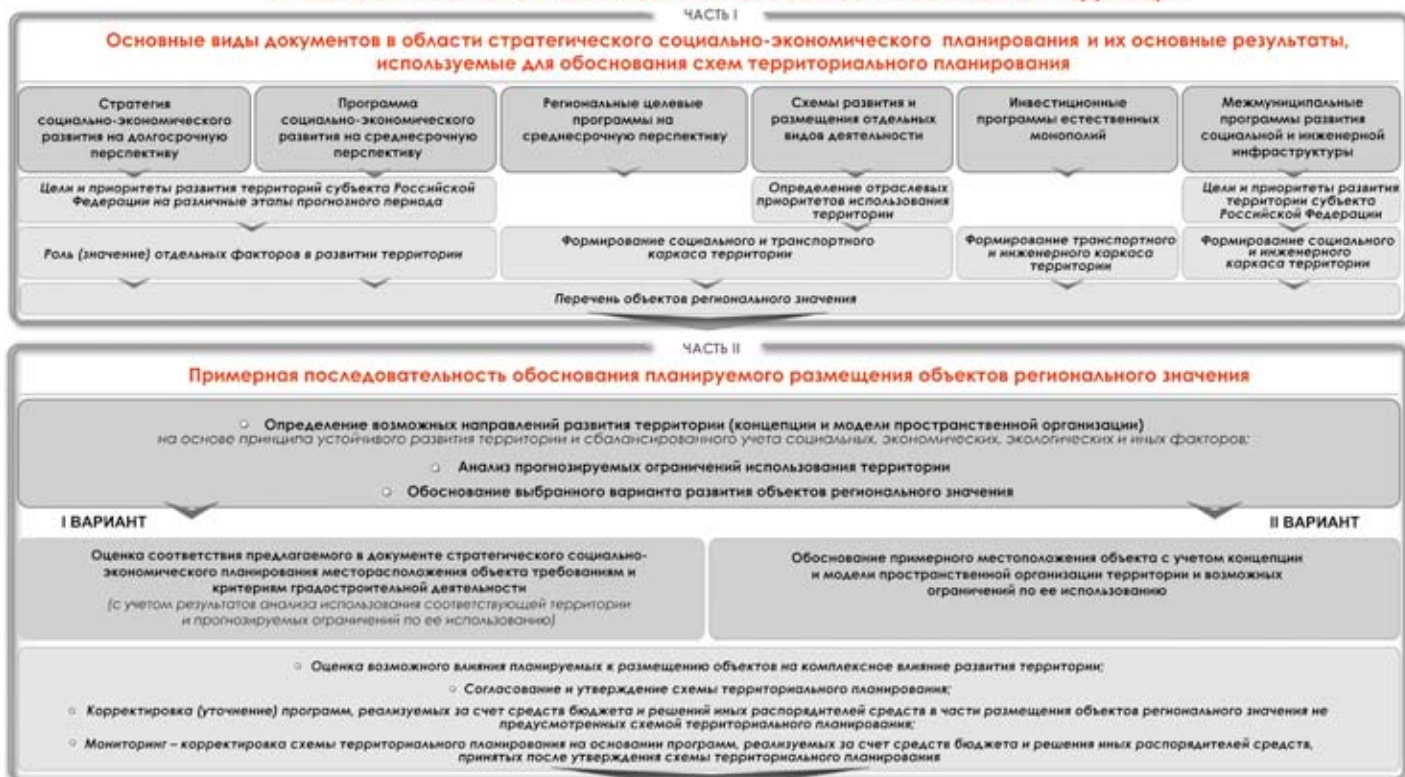 ЧАСТЬ I
Основные виды документов в области стратегического социально-экономического планирования и их основные результаты,
используемые для обоснования схем территориального планирования
Стратегия
социально-экономического
развития на долгосрочную
перспективу
Программа
социально-экономического
развития на среднесрочную
перспективу
Региональные целевые
программы на
среднесрочную перспективу
Схемы развития и
размещения отдельных
видов деятельности
Инвестиционные
программы естественных
монополий
Межмуниципальные
программы развития
социальной и инженерной
инфраструктуры
Цели и приоритеты развития территорий субъекта Российской
Федерации на различные этапы прогнозного периода
Определение отраслевых
приоритетов использования
территории
Цели и приоритеты развития
территории субъекта
Российской Федерации
Роль (значение) отдельных факторов в развитии территории
Формирование социального и транспортного
каркаса территории
Формирование транспортного
и инженерного каркаса
территории
Формирование социального
и инженерного
каркаса территории
Перечень объектов регионального значения
ЧАСТЬ II
Примерная последовательность обоснования планируемого размещения объектов регионального значения
Определение возможных направлений развития территории (концепции и модели пространственной организации)
на основе принципа устойчивого развития территории и сбалансированного учета социальных, экономических, экологических и иных факторов;
Анализ прогнозируемых ограничений использования территории
Обоснование выбранного варианта развития объектов регионального значения
I ВАРИАНТ
II ВАРИАНТ
Оценка соответствия предлагаемого в документе стратегического социально-
экономического планирования месторасположения объекта требованиям и
критериям градостроительной деятельности
(с учетом результатов анализа использования соответствующей территории
и прогнозируемых ограничений по ее использованию)
Обоснование примерного местоположения объекта с учетом концепции
и модели пространственной организации территории и возможных
ограничений по ее использованию
Оценка возможного влияния планируемых к размещению объектов на комплексное влияние развития территории;
Согласование и утверждение схемы территориального планирования;
Корректировка (уточнение) программ, реализуемых за счет средств бюджета и решений иных распорядителей средств в части размещения объектов регионального значения не
предусмотренных схемой территориального планирования;
Мониторинг – корректировка схемы территориального планирования на основании программ, реализуемых за счет средств бюджета и решения иных распорядителей средств,
принятых после утверждения схемы территориального планирования